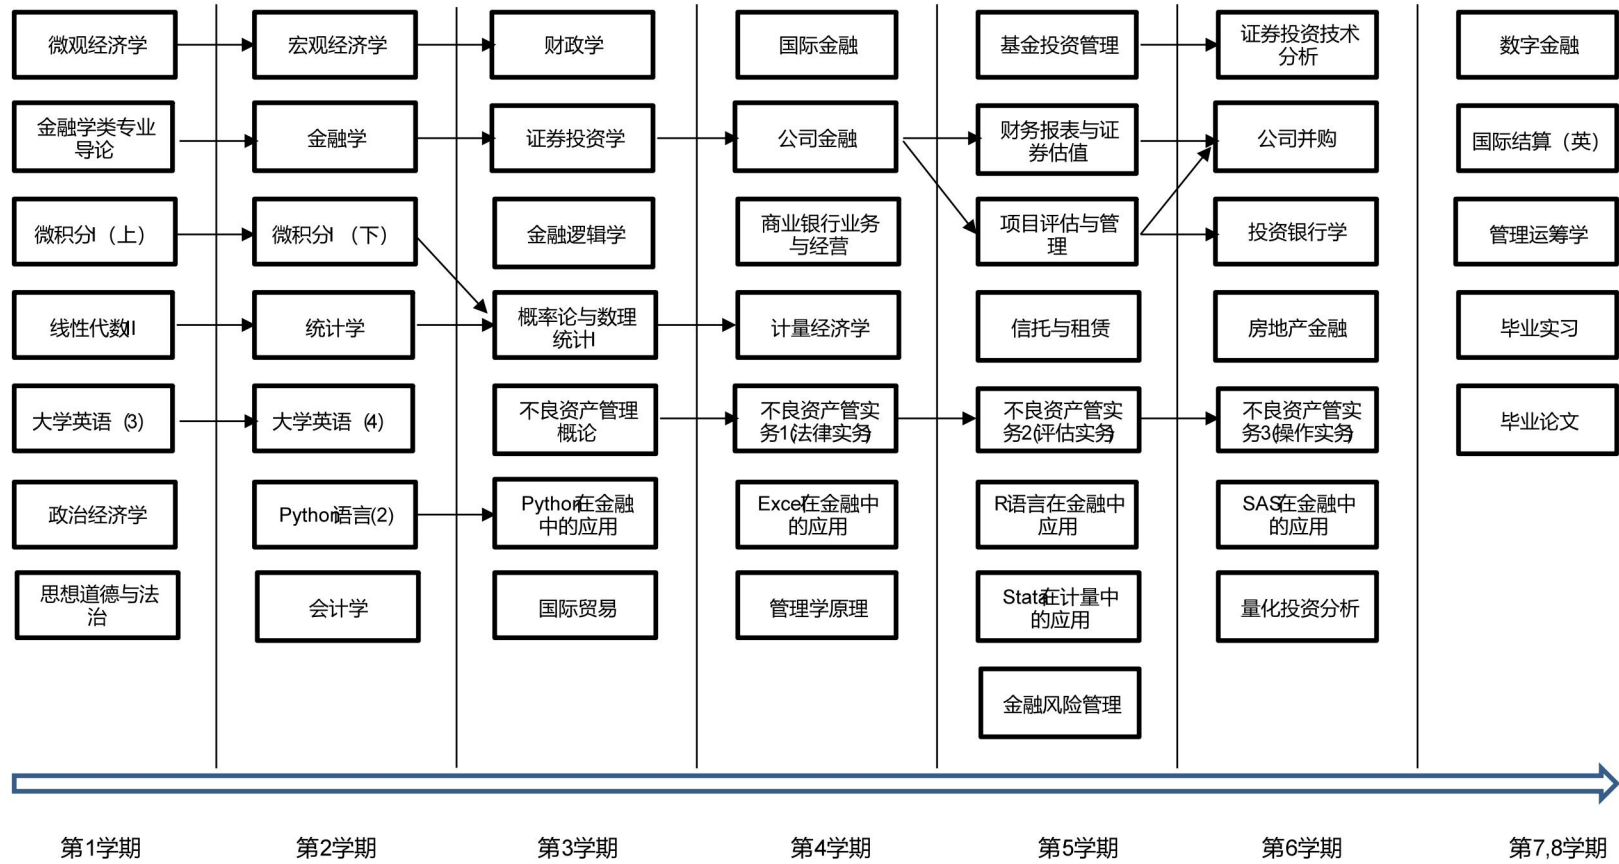 微观经济学
宏观经济学
财政学
国际金融
基金投资管理
证券投资技术
分析
数字金融
金融学类专业
导论
金融学
证券投资学
公司金融
财务报表与证
券估值
公司并购
国际结算（英）
微积分I（上）
微积分I （下）
金融逻辑学
商业银行业务
与经营
项目评估与管
理
投资银行学
管理运筹学
线性代数II
统计学
概率论与数理
统计I
计量经济学
信托与租赁
房地产金融
毕业实习
大学英语（3）
大学英语（4）
不良资产管理
概论
不良资产管实
务1(法律实务)
不良资产管实
务2(评估实务)
不良资产管实
务3(操作实务)
毕业论文
政治经济学
Python语言(2)
Python在金融
中的应用
Excel在金融中
的应用
R语言在金融中
应用
SAS在金融中
的应用
思想道德与法
治
会计学
国际贸易
管理学原理
Stata在计量中
的应用
量化投资分析
金融风险管理
第1学期
第2学期
第3学期
第4学期
第5学期
第6学期
第7,8学期